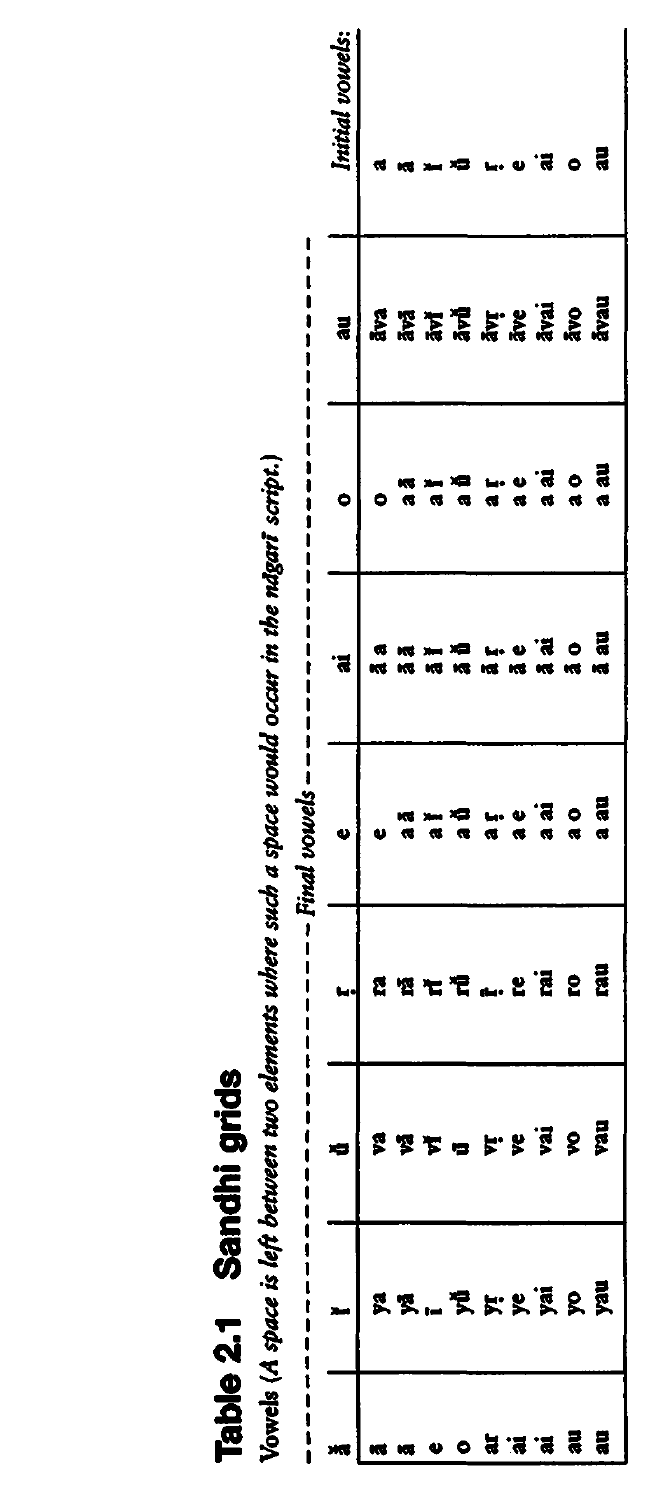 Table 2.1 Sandhi grids
Vowels (A space is left between two elements where such a space would occur in the nāgarī script.)
Final vowels
ā̆ ī̆ ū̆ ṛ e ai o au Initial vowels:
ā ya va ra e ā a o āva a
ā yā vā rā a ā ā ā a ā āvā ā
e ī vī̆ rī̆ a ī̆ ā ī̆ a ī̆ āvī̆ ī̆
o yū̆ ū rū̆ a ū̆ ā ū̆ a ū̆ āvū̆ ū̆
ar yṛ vṛ ṝ a ṛ ā ṛ a ṛ āvṛ ṛ
ai ye ve re a e ā e a e āve e
ai yai vai rai a ai ā ai a ai āvai ai
au yo vo ro a o ā o a o āvo o
au yau vau rau a au ā au a au āvau au